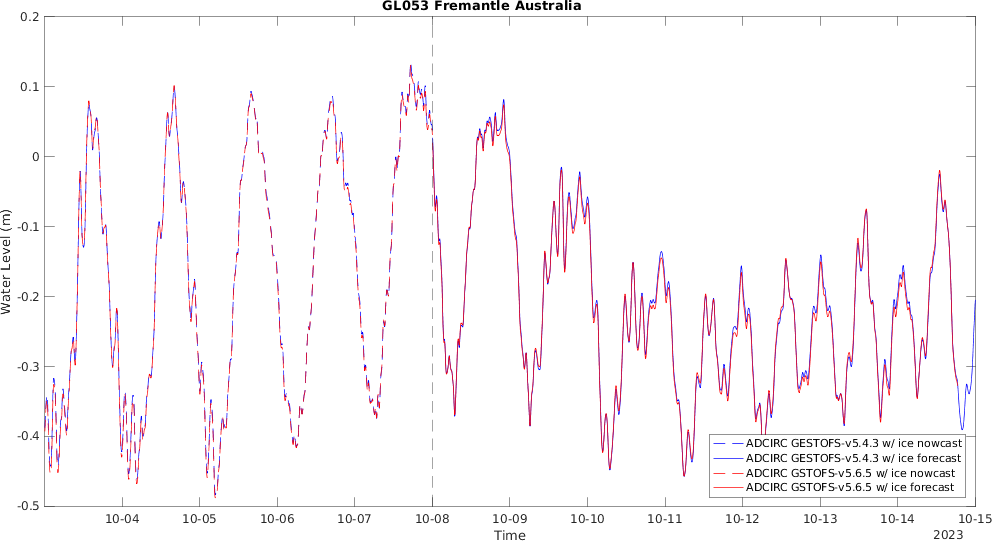 GL053 Fremantle Australia
0.2
0.1
0
-0.1
-0.2
-0.3
-0.4
-0.5
Water Level (m)
ADCIRC GESTOFS-v5.4.3 w/ ice nowcast
ADCIRC GESTOFS-v5.4.3 w/ ice forecast
ADCIRC GSTOFS-v5.6.5 w/ ice nowcast
ADCIRC GSTOFS-v5.6.5 w/ ice forecast
10-04 10-05 10-06 10-07 10-08 10-09 10-10 10-11 10-12 10-13 10-14 10-15
Time
2023